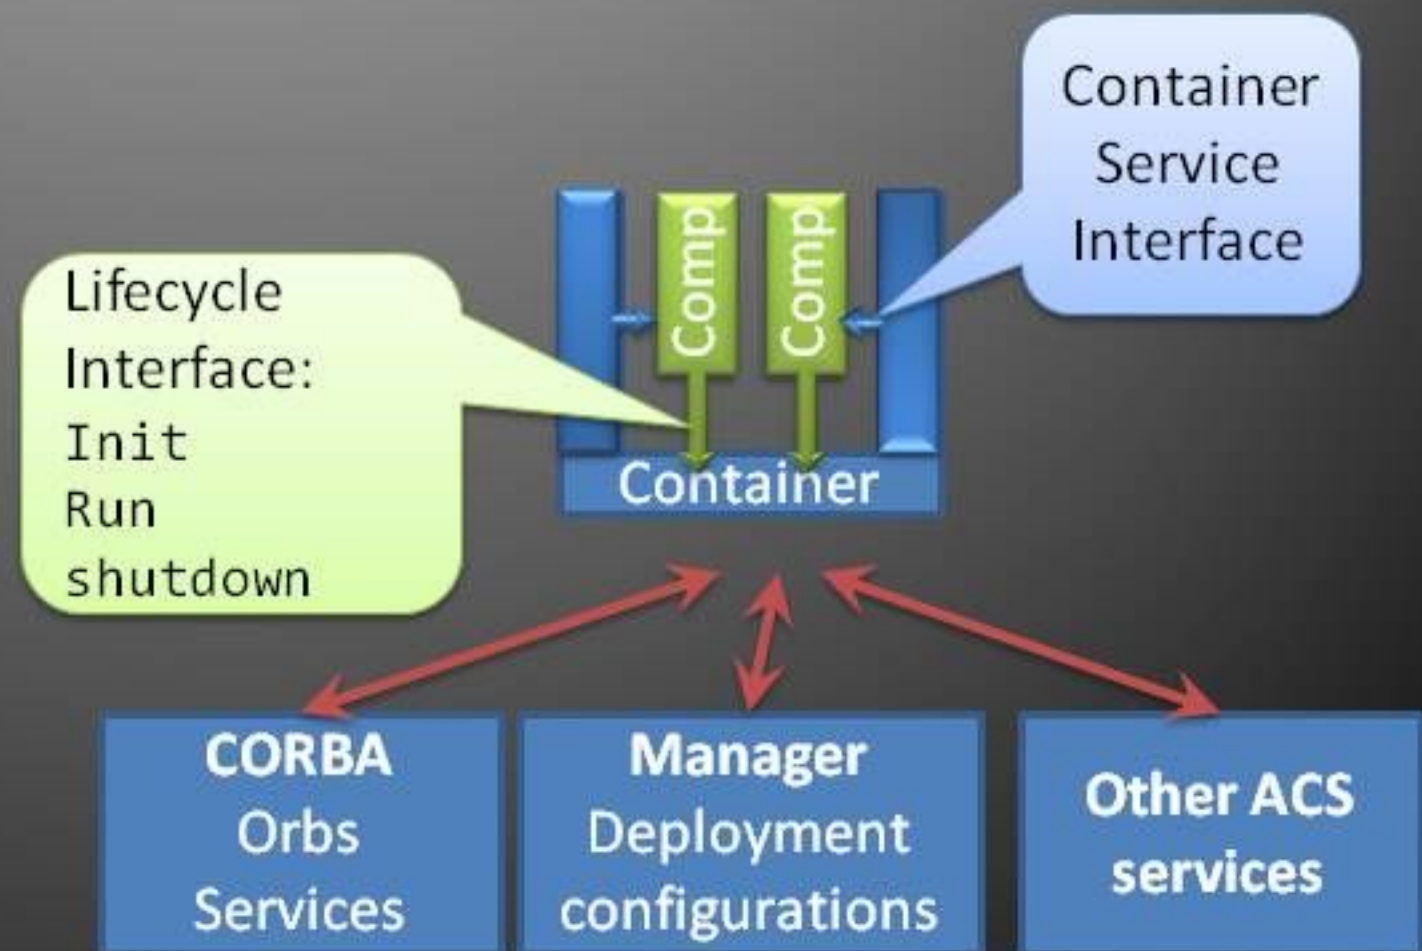 Container
Service
Interface
Comp
Comp
Lifecycle
Interface:
Init
Run
shutdown
Container
CORBA
Orbs
Services
Manager
Deployment
configurations
Other ACS
services